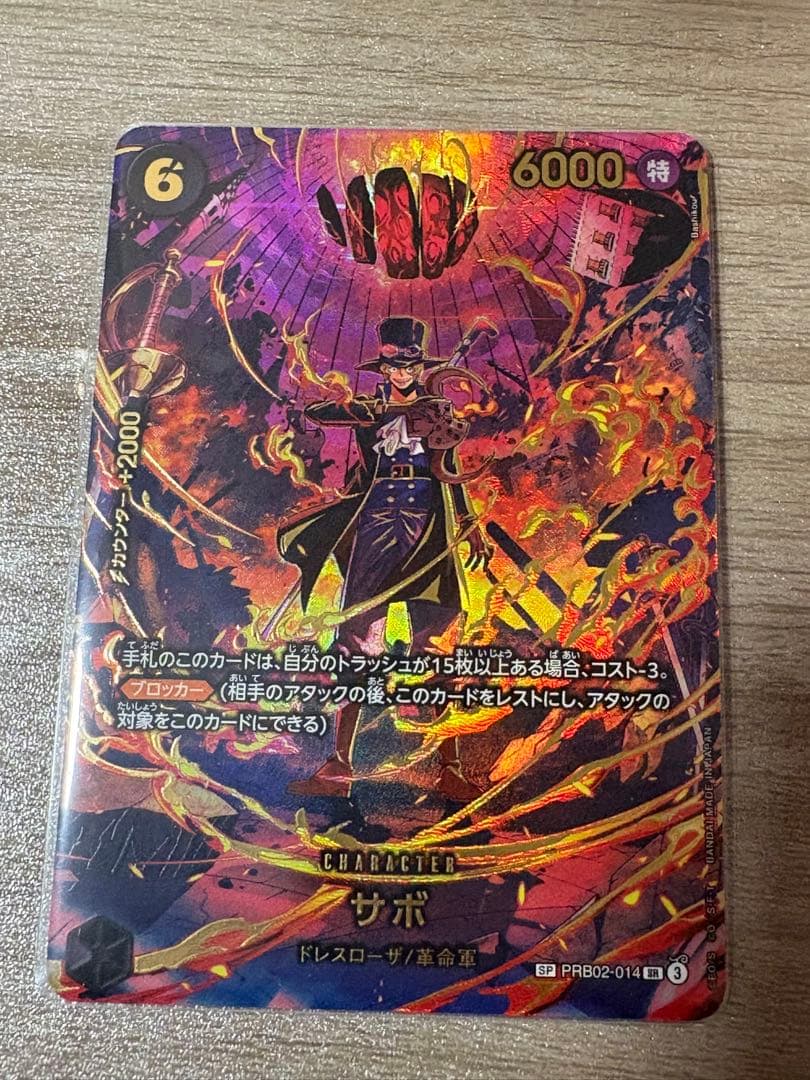 6
6000 特
Bashikou
カウンター+2000
手札のこのカードは、自分のトラッシュが15枚以上ある場合、コスト-3。
ブロッカー (相手のアタックの後、このカードをレストにし、アタックの
対象をこのカードにできる)
CHARACTER
サボ
ドレスローザ/革命軍
SP PRB02-014 SR 3
BANDAI MADE IN JAPAN